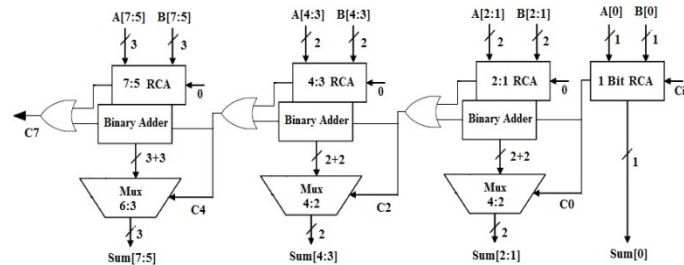 A[7:5] B[7:5] A[4:3] B[4:3] A[2:1] B[2:1] A[0] B[0]
3 3 2 2 2 2 1 1
7:5 RCA 4:3 RCA 2:1 RCA 1 Bit RCA
0 0 0 Ci
C7 Binary Adder Binary Adder Binary Adder
3+3 2+2 2+2 1
Mux Mux Mux
6:3 4:2 4:2
C4 C2 C0
3 2 2
Sum[7:5] Sum[4:3] Sum[2:1] Sum[0]